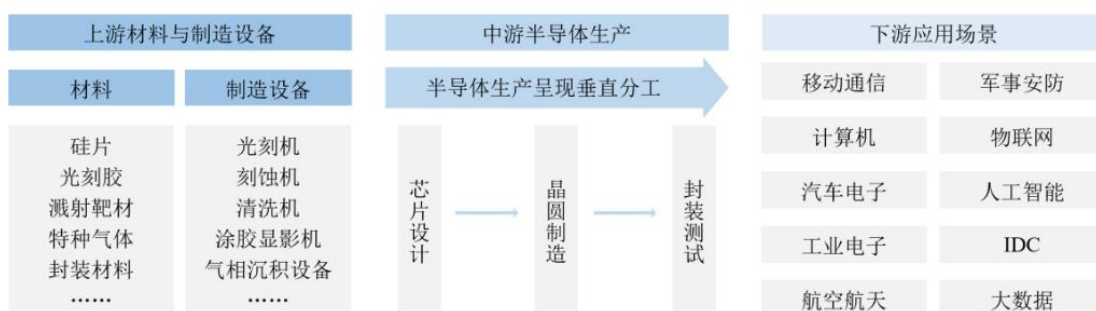 上游材料与制造设备
材料
制造设备
硅片
光刻胶
溅射靶材
特种气体
封装材料
……
光刻机
刻蚀机
清洗机
涂胶显影机
气相沉积设备
……
中游半导体生产
半导体生产呈现垂直分工
芯片设计
晶圆制造
封装测试
下游应用场景
移动通信
军事安防
计算机
物联网
汽车电子
人工智能
工业电子
IDC
航空航天
大数据